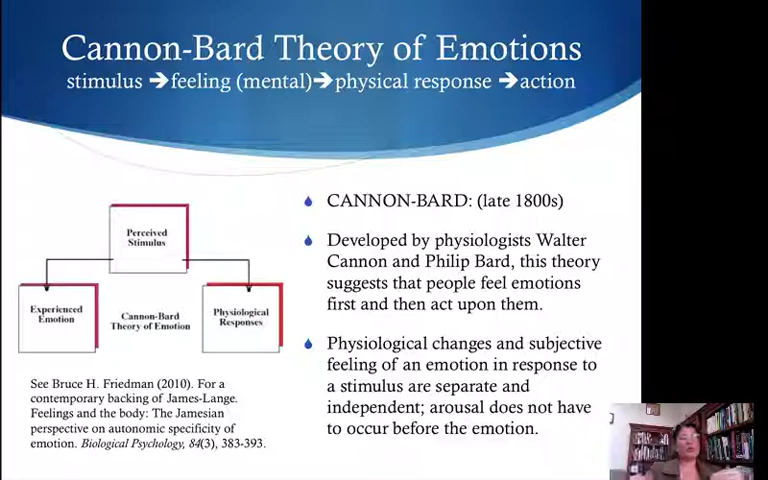 Cannon-Bard Theory of Emotions
stimulus ➔feeling (mental)➔physical response ➔action
Perceived
Stimulus
Experienced
Emotion
Cannon-Bard
Theory of Emotion
Physiological
Responses
See Bruce H. Friedman (2010). For a
contemporary backing of James-Lange.
Feelings and the body: The Jamesian
perspective on autonomic specificity of
emotion. Biological Psychology, 84(3), 383-393.
CANNON-BARD: (late 1800s)
Developed by physiologists Walter
Cannon and Philip Bard, this theory
suggests that people feel emotions
first and then act upon them.
Physiological changes and subjective
feeling of an emotion in response to
a stimulus are separate and
independent; arousal does not have
to occur before the emotion.